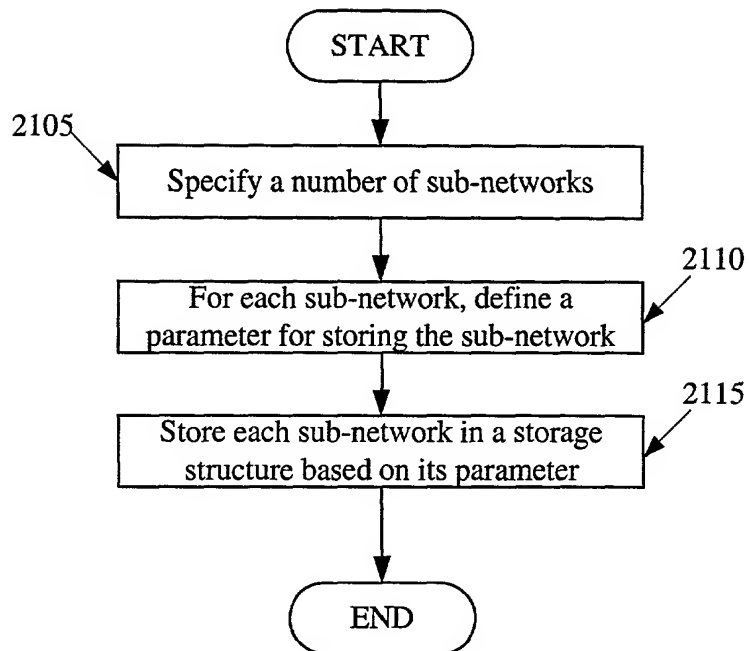 START
2105
Specify a number of sub-networks
2110
For each sub-network, define a
parameter for storing the sub-network
2115
Store each sub-network in a storage
structure based on its parameter
END